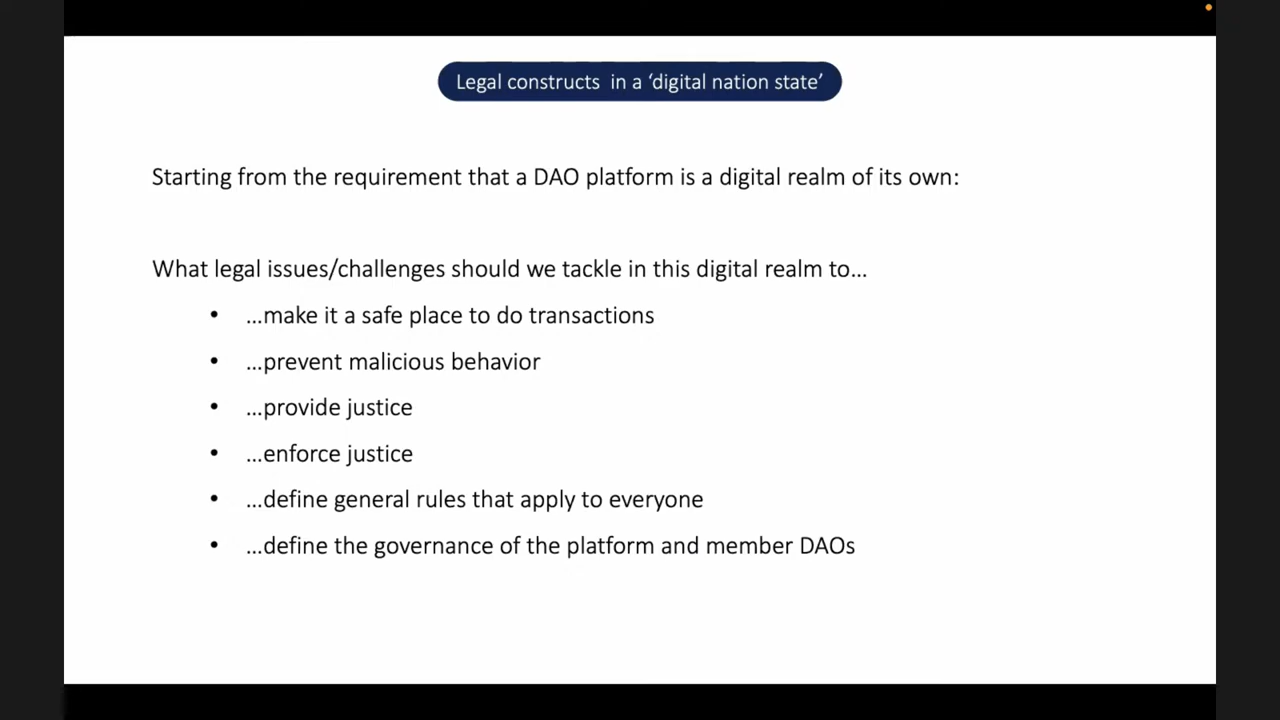 Legal constructs  in a ‘digital nation state’
Starting from the requirement that a DAO platform is a digital realm of its own:
What legal issues/challenges should we tackle in this digital realm to…
• …make it a safe place to do transactions
• …prevent malicious behavior
• …provide justice
• …enforce justice
• …define general rules that apply to everyone
• …define the governance of the platform and member DAOs